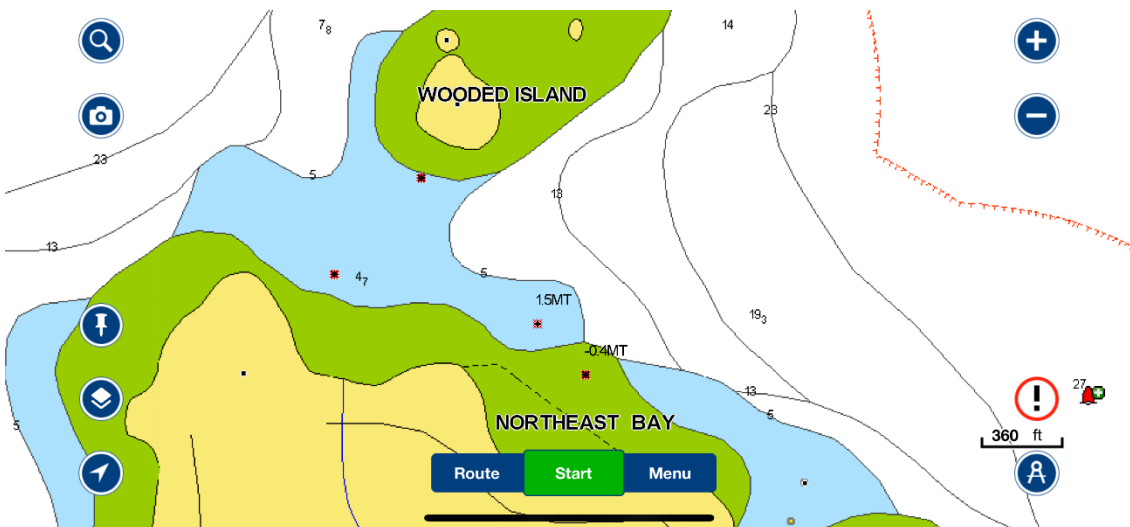 7₈
14
WOODED ISLAND
23
23
5
13
13
4₇
5
1.5MT
19₃
-0.4MT
13
27
5
5
NORTHEAST BAY
360 ft
Route Start Menu